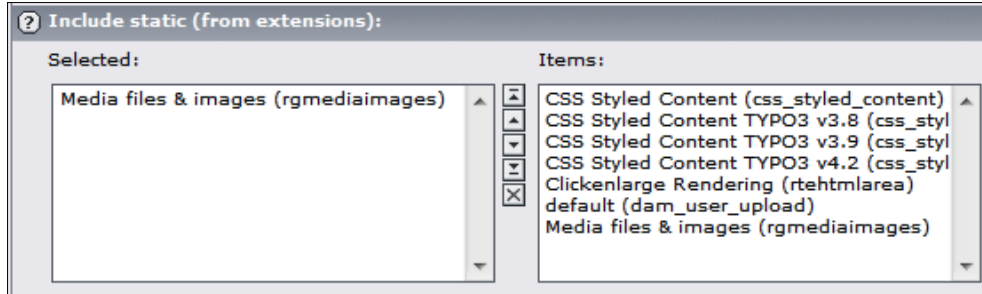 Include static (from extensions):
Selected:
Items:
Media files & images (rgmediaimages)
CSS Styled Content (css_styled_content)
CSS Styled Content TYPO3 v3.8 (css_styl
CSS Styled Content TYPO3 v3.9 (css_styl
CSS Styled Content TYPO3 v4.2 (css_styl
Clickenlarge Rendering (rtehtmlarea)
default (dam_user_upload)
Media files & images (rgmediaimages)